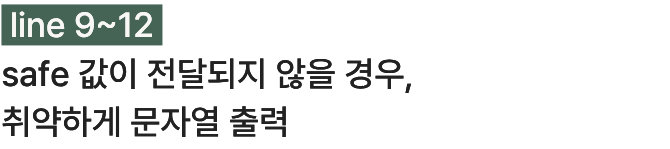 line 9~12
safe 값이 전달되지 않을 경우,
취약하게 문자열 출력